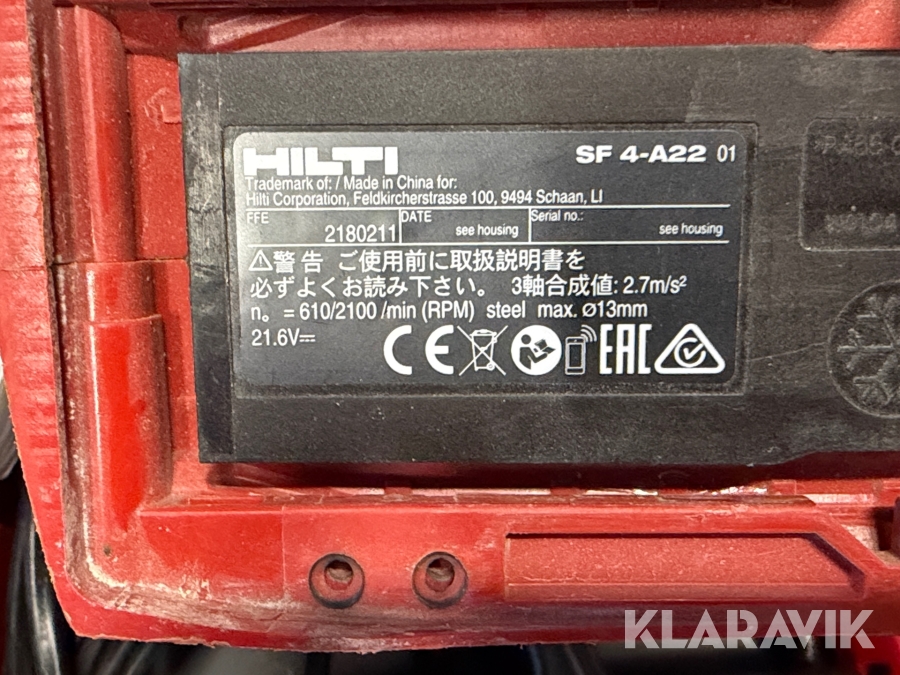 HILTI SF 4-A22 01
Trademark of: / Made in China for:
Hilti Corporation, Feldkircherstrasse 100, 9494 Schaan, LI
FFE DATE Serial no.:
2180211 see housing see housing
⚠警告 ご使用前に取扱説明書を
必ずよくお読み下さい。 3軸合成値: 2.7m/s²
n。 = 610/2100 /min (RPM) steel max. ø13mm
21.6V⎓
CE EAC
KLARAVIK